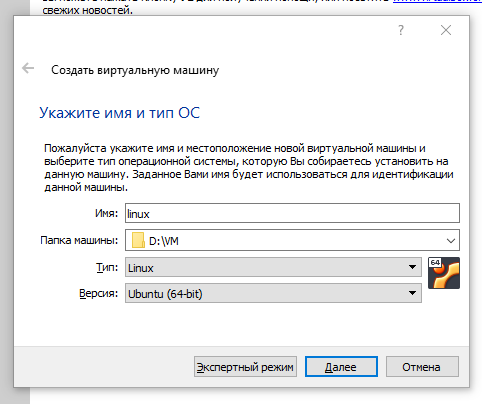 свежих новостей.
?
Создать виртуальную машину
Укажите имя и тип ОС
Пожалуйста укажите имя и местоположение новой виртуальной машины и
выберите тип операционной системы, которую Вы собираетесь установить на
данную машину. Заданное Вами имя будет использоваться для идентификации
данной машины.
Имя: linux
Папка машины: D:\VM
Тип: Linux
64
Версия: Ubuntu (64-bit)
Экспертный режим Далее Отмена